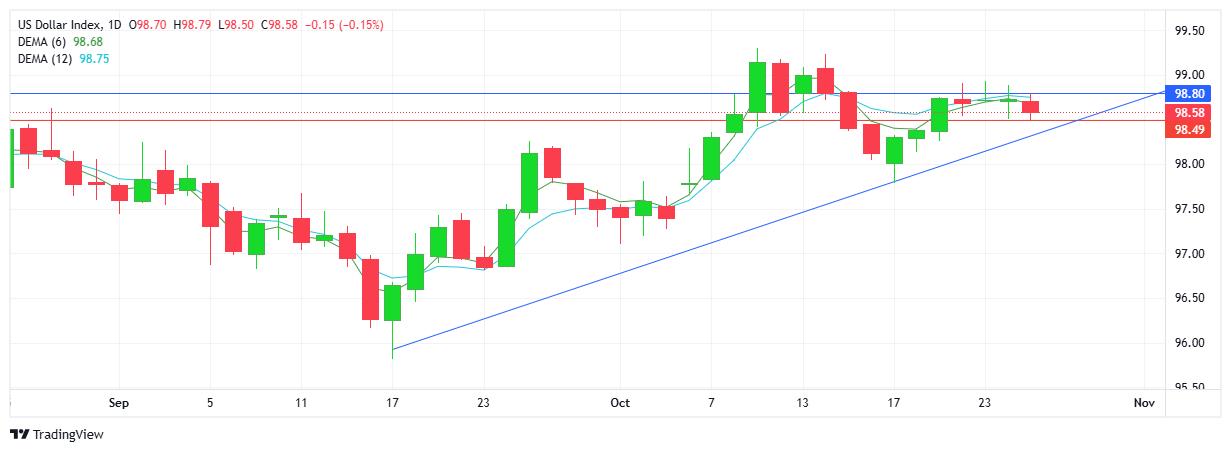 US Dollar Index, 1D O98.70 H98.79 L98.50 C98.58 −0.15 (−0.15%)
DEMA (6) 98.68
DEMA (12) 98.75
99.50
99.00
98.80
98.58
98.49
98.00
97.50
97.00
96.50
96.00
95.50
Sep 5 11 17 23 Oct 7 13 17 23 Nov
TradingView